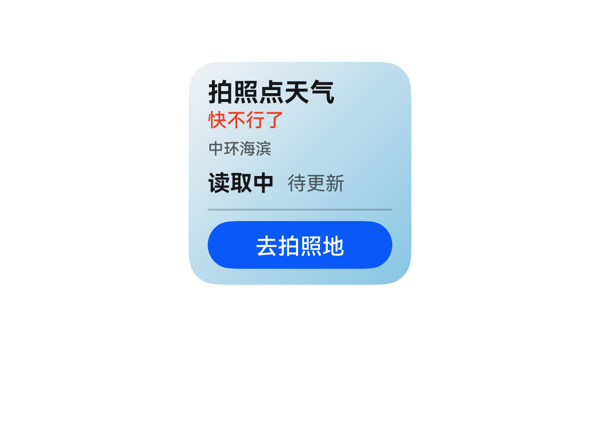 拍照点天气
快不行了
中环海滨
读取中 待更新
去拍照地